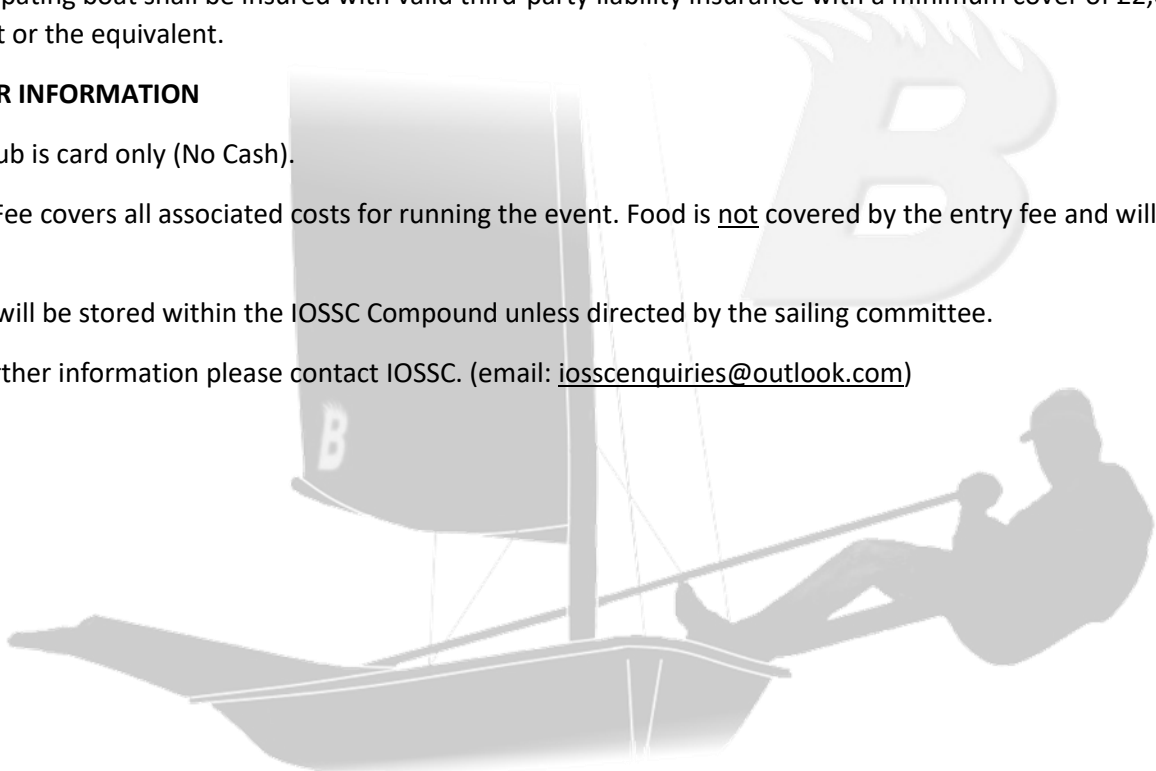 pating boat shall be insured with valid third-party liability insurance with a minimum cover of £2,
t or the equivalent.
R INFORMATION
ub is card only (No Cash).
Fee covers all associated costs for running the event. Food is not covered by the entry fee and will
will be stored within the IOSSC Compound unless directed by the sailing committee.
rther information please contact IOSSC. (email: iosscenquiries@outlook.com)
B
B